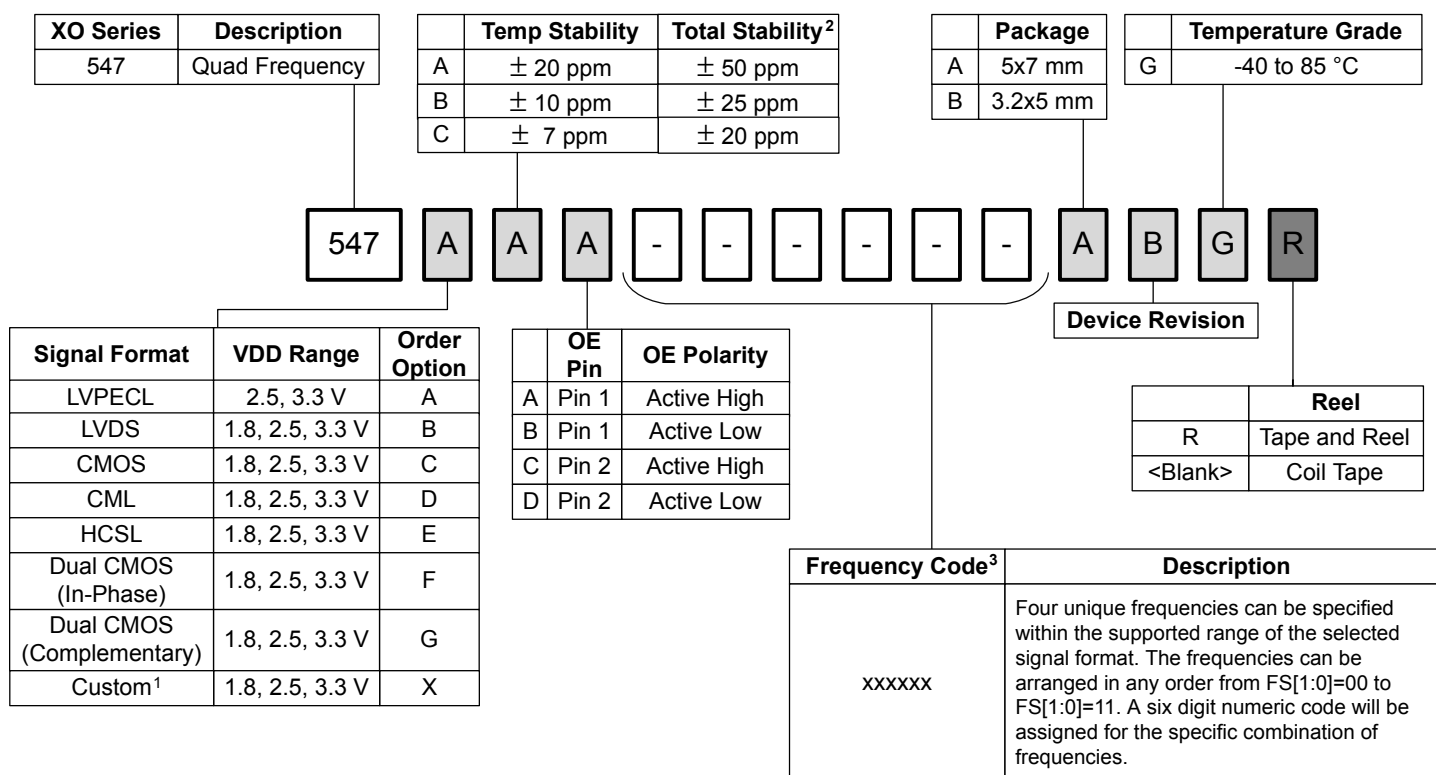 XO Series Description
547 Quad Frequency
Temp Stability Total Stability²
A ± 20 ppm ± 50 ppm
B ± 10 ppm ± 25 ppm
C ± 7 ppm ± 20 ppm
Package
A 5x7 mm
B 3.2x5 mm
Temperature Grade
G -40 to 85 °C
547 A A A - - - - - - A B G R
Device Revision
Signal Format VDD Range Order Option
LVPECL 2.5, 3.3 V A
LVDS 1.8, 2.5, 3.3 V B
CMOS 1.8, 2.5, 3.3 V C
CML 1.8, 2.5, 3.3 V D
HCSL 1.8, 2.5, 3.3 V E
Dual CMOS (In-Phase) 1.8, 2.5, 3.3 V F
Dual CMOS (Complementary) 1.8, 2.5, 3.3 V G
Custom¹ 1.8, 2.5, 3.3 V X
OE Pin OE Polarity
A Pin 1 Active High
B Pin 1 Active Low
C Pin 2 Active High
D Pin 2 Active Low
Reel
R Tape and Reel
<Blank> Coil Tape
Frequency Code³ Description
xxxxxx
Four unique frequencies can be specified
within the supported range of the selected
signal format. The frequencies can be
arranged in any order from FS[1:0]=00 to
FS[1:0]=11. A six digit numeric code will be
assigned for the specific combination of
frequencies.